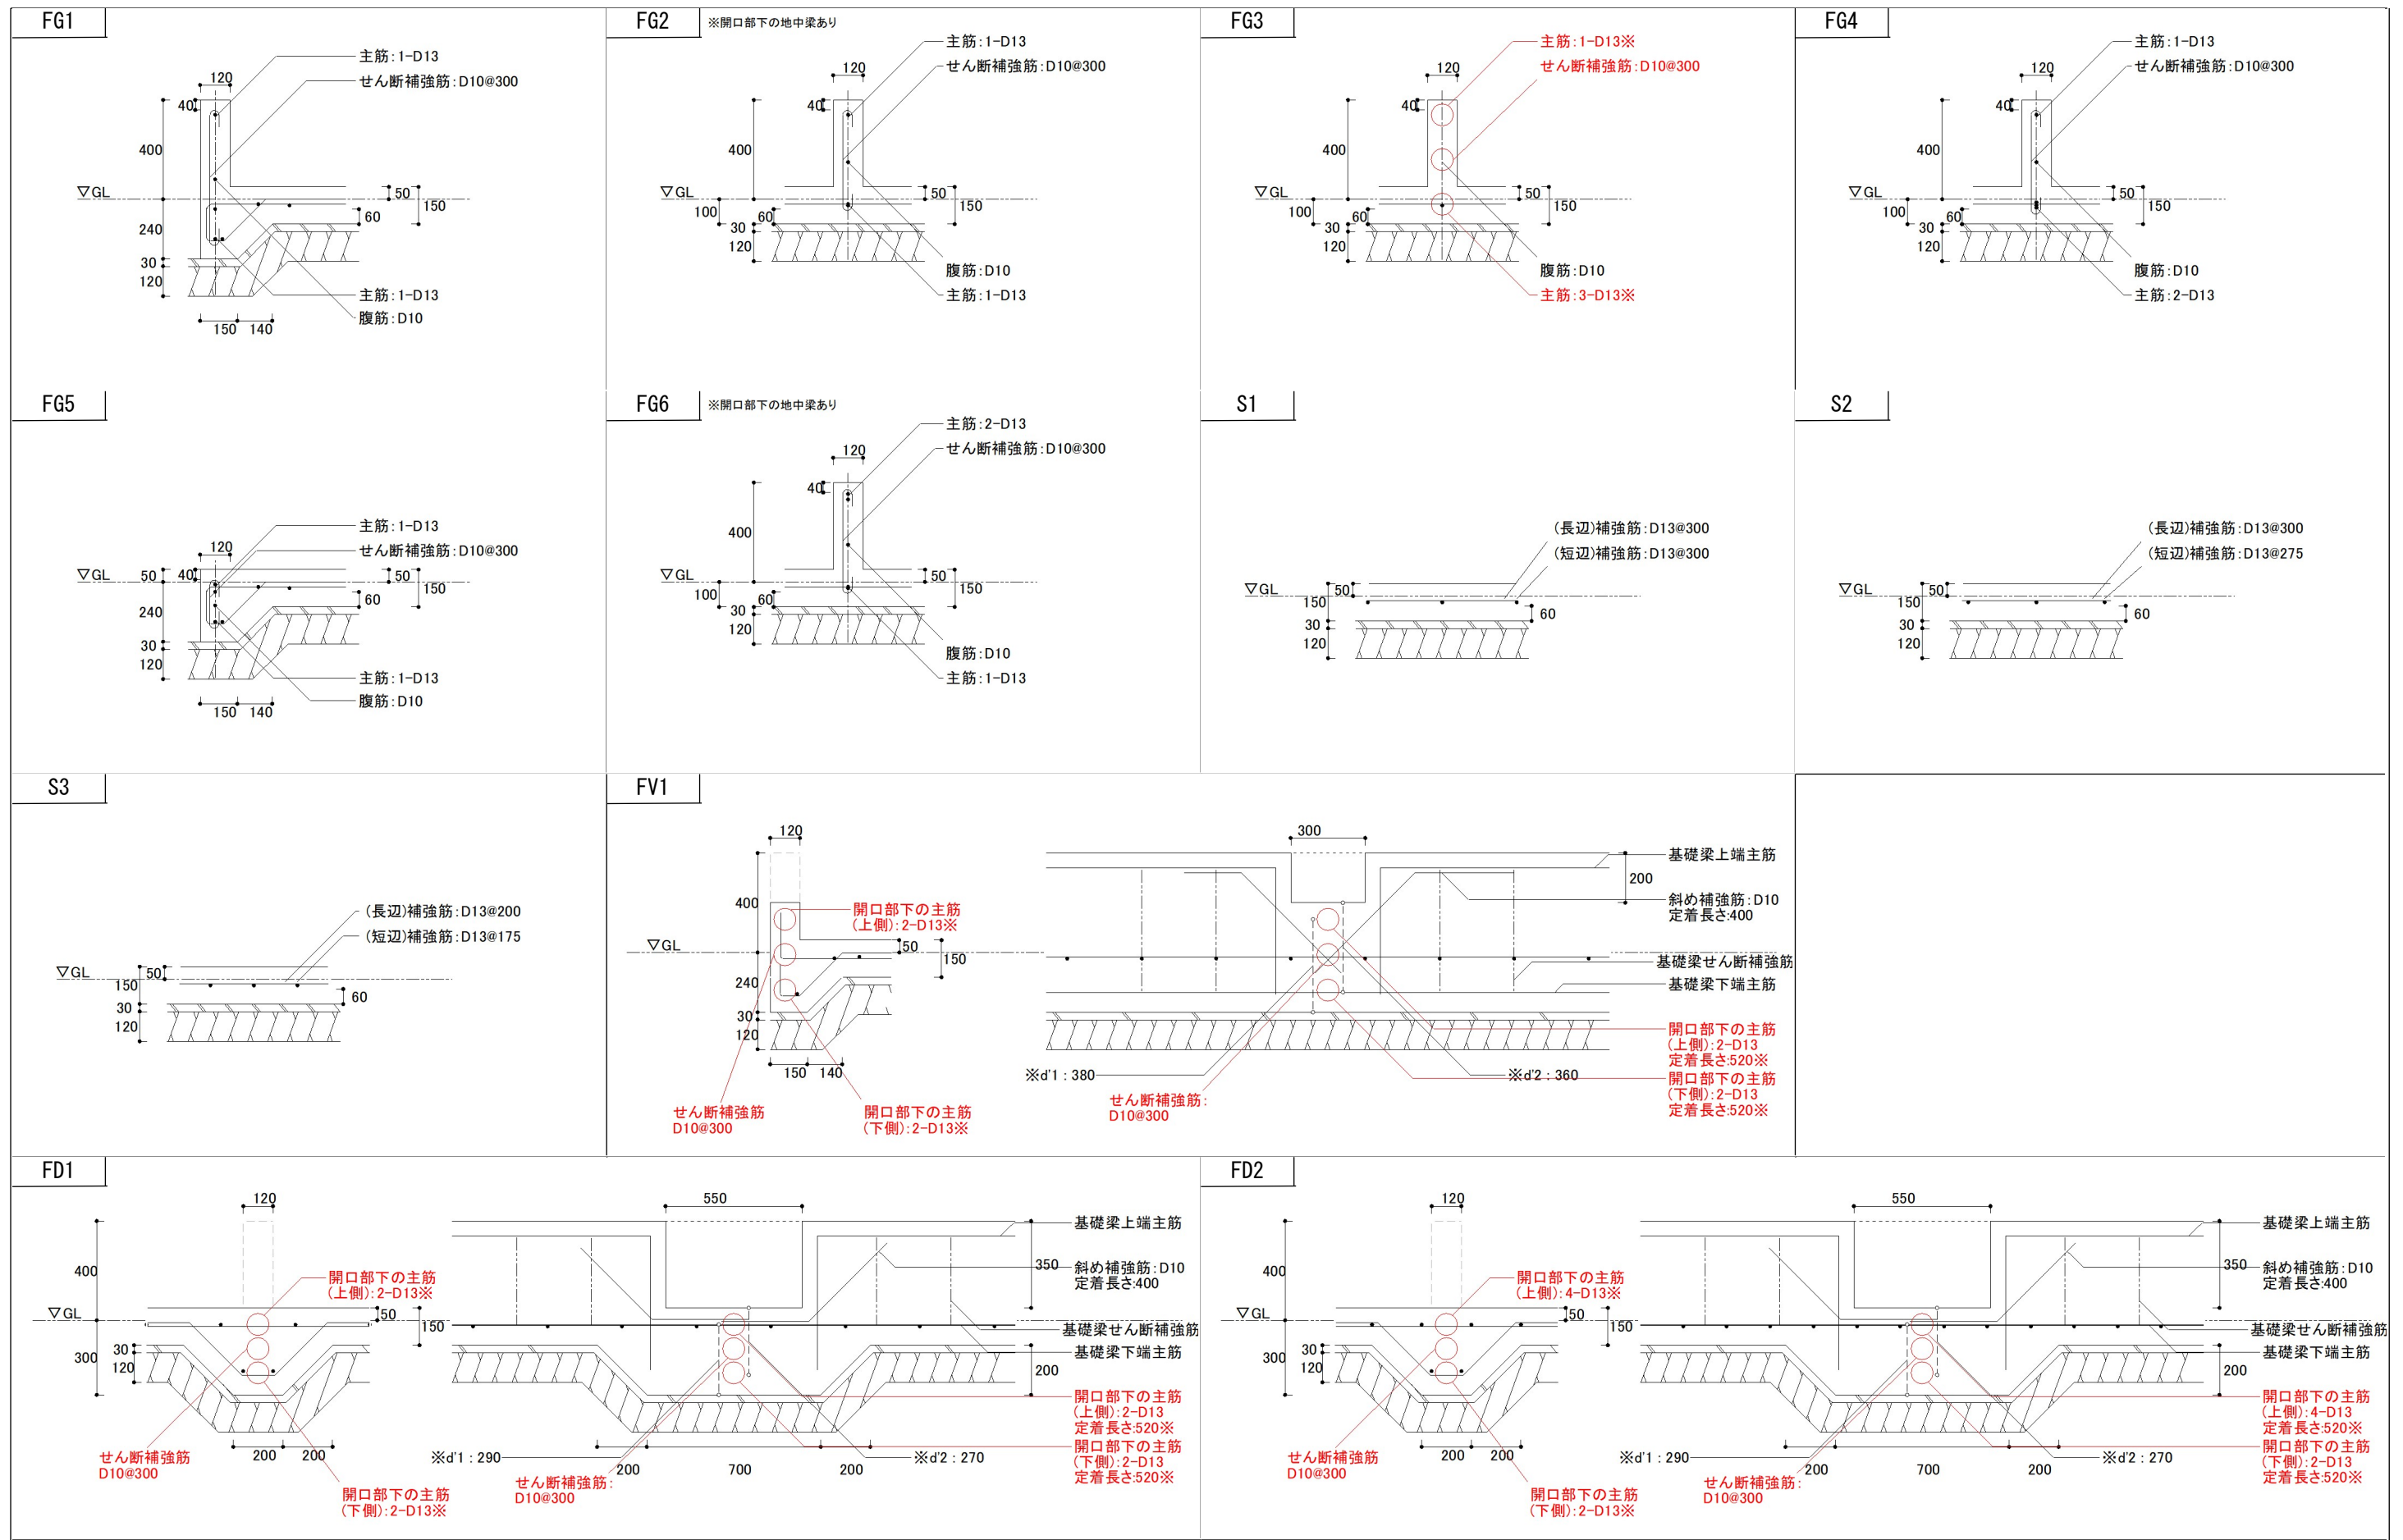 FG1
主筋:1-D13
せん断補強筋:D10@300
120
40
400
▽GL
50
150
60
240
30
120
主筋:1-D13
腹筋:D10
150
140
FG2
※開口部下の地中梁あり
主筋:1-D13
せん断補強筋:D10@300
120
40
400
▽GL
50
150
100
60
30
120
腹筋:D10
主筋:1-D13
FG3
主筋:1-D13※
せん断補強筋:D10@300
120
40
400
▽GL
50
150
100
60
30
120
腹筋:D10
主筋:3-D13※
FG4
主筋:1-D13
せん断補強筋:D10@300
120
40
400
▽GL
50
150
100
60
30
120
腹筋:D10
主筋:2-D13
FG5
主筋:1-D13
せん断補強筋:D10@300
120
▽GL
50
40
50
150
60
240
30
120
主筋:1-D13
腹筋:D10
150
140
FG6
※開口部下の地中梁あり
主筋:2-D13
せん断補強筋:D10@300
120
40
400
▽GL
50
150
100
60
30
120
腹筋:D10
主筋:1-D13
S1
(長辺)補強筋:D13@300
(短辺)補強筋:D13@300
▽GL
50
150
60
30
120
S2
(長辺)補強筋:D13@300
(短辺)補強筋:D13@275
▽GL
50
150
60
30
120
S3
(長辺)補強筋:D13@200
(短辺)補強筋:D13@175
▽GL
50
150
60
30
120
FV1
120
400
開口部下の主筋
(上側):2-D13※
▽GL
50
150
240
30
120
150
140
せん断補強筋
D10@300
開口部下の主筋
(下側):2-D13※
300
基礎梁上端主筋
200
斜め補強筋:D10
定着長さ:400
基礎梁せん断補強筋
基礎梁下端主筋
開口部下の主筋
(上側):2-D13
定着長さ:520※
※d'1 : 380
※d'2 : 360
開口部下の主筋
(下側):2-D13
定着長さ:520※
せん断補強筋:
D10@300
FD1
120
400
開口部下の主筋
(上側):2-D13※
▽GL
50
150
300
30
120
200
200
せん断補強筋
D10@300
開口部下の主筋
(下側):2-D13※
550
基礎梁上端主筋
350
斜め補強筋:D10
定着長さ:400
基礎梁せん断補強筋
基礎梁下端主筋
200
開口部下の主筋
(上側):2-D13
定着長さ:520※
開口部下の主筋
(下側):2-D13
定着長さ:520※
※d'1 : 290
※d'2 : 270
200
700
200
せん断補強筋:
D10@300
FD2
120
400
開口部下の主筋
(上側):4-D13※
▽GL
50
150
300
30
120
200
200
せん断補強筋
D10@300
開口部下の主筋
(下側):2-D13※
550
基礎梁上端主筋
350
斜め補強筋:D10
定着長さ:400
基礎梁せん断補強筋
基礎梁下端主筋
200
開口部下の主筋
(上側):4-D13
定着長さ:520※
開口部下の主筋
(下側):2-D13
定着長さ:520※
※d'1 : 290
※d'2 : 270
200
700
200
せん断補強筋:
D10@300